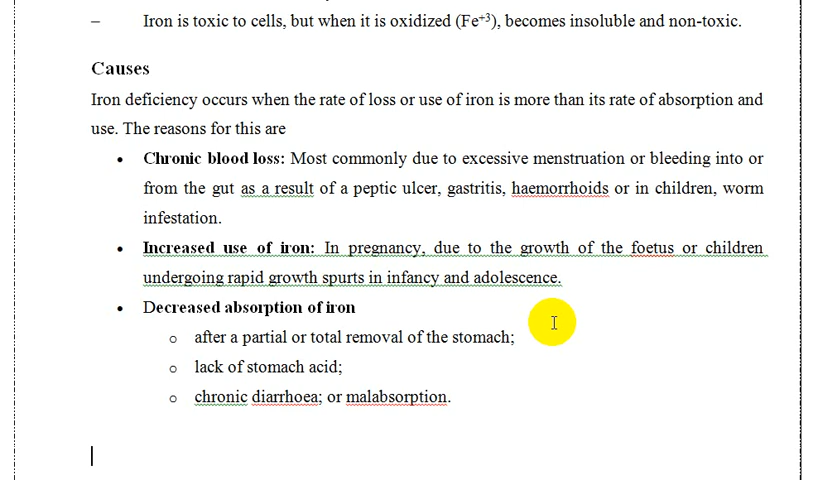 – Iron is toxic to cells, but when it is oxidized (Fe⁺³), becomes insoluble and non-toxic.
Causes
Iron deficiency occurs when the rate of loss or use of iron is more than its rate of absorption and
use. The reasons for this are
• Chronic blood loss: Most commonly due to excessive menstruation or bleeding into or
from the gut as a result of a peptic ulcer, gastritis, haemorrhoids or in children, worm
infestation.
• Increased use of iron: In pregnancy, due to the growth of the foetus or children
undergoing rapid growth spurts in infancy and adolescence.
• Decreased absorption of iron
o after a partial or total removal of the stomach;
o lack of stomach acid;
o chronic diarrhoea; or malabsorption.